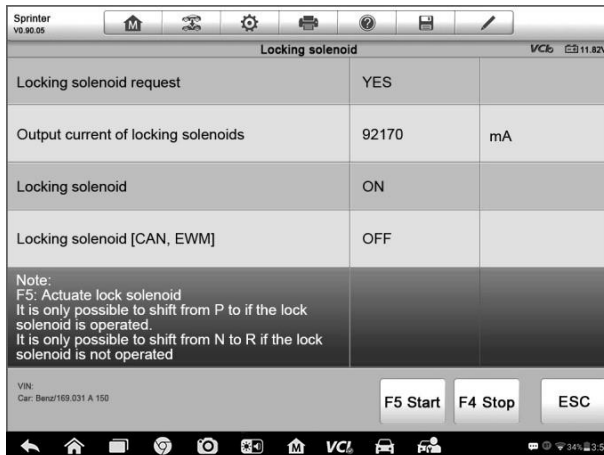 Sprinter
V0.90.05
Locking solenoid
VCI
11.82V
Locking solenoid request YES
Output current of locking solenoids 92170 mA
Locking solenoid ON
Locking solenoid [CAN, EWM] OFF
Note:
F5: Actuate lock solenoid
It is only possible to shift from P to if the lock
solenoid is operated.
It is only possible to shift from N to R if the lock
solenoid is not operated
VIN:
Car: Benz/169.031 A 150
F5 Start F4 Stop ESC
VCI
34%